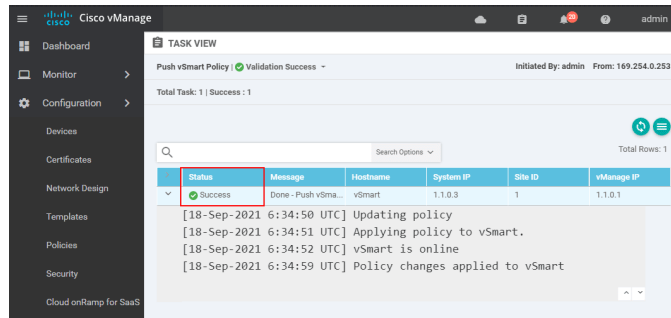 cisco Cisco vManage 20 admin
Dashboard
Monitor
Configuration
Devices
Certificates
Network Design
Templates
Policies
Security
Cloud onRamp for SaaS
TASK VIEW
Push vSmart Policy | Validation Success Initiated By: admin From: 169.254.0.253
Total Task: 1 | Success : 1
Search Options Total Rows: 1
Status Message Hostname System IP Site ID vManage IP
Success Done - Push vSma... vSmart 1.1.0.3 1 1.1.0.1
[18-Sep-2021 6:34:50 UTC] Updating policy
[18-Sep-2021 6:34:51 UTC] Applying policy to vSmart.
[18-Sep-2021 6:34:52 UTC] vSmart is online
[18-Sep-2021 6:34:59 UTC] Policy changes applied to vSmart